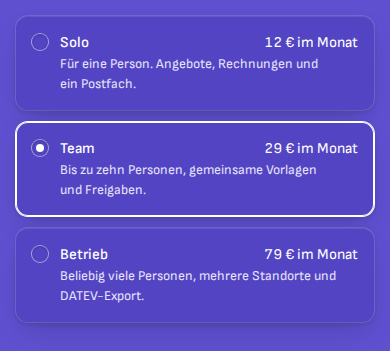 Solo 12 € im Monat
Für eine Person. Angebote, Rechnungen und
ein Postfach.
Team 29 € im Monat
Bis zu zehn Personen, gemeinsame Vorlagen
und Freigaben.
Betrieb 79 € im Monat
Beliebig viele Personen, mehrere Standorte und
DATEV-Export.